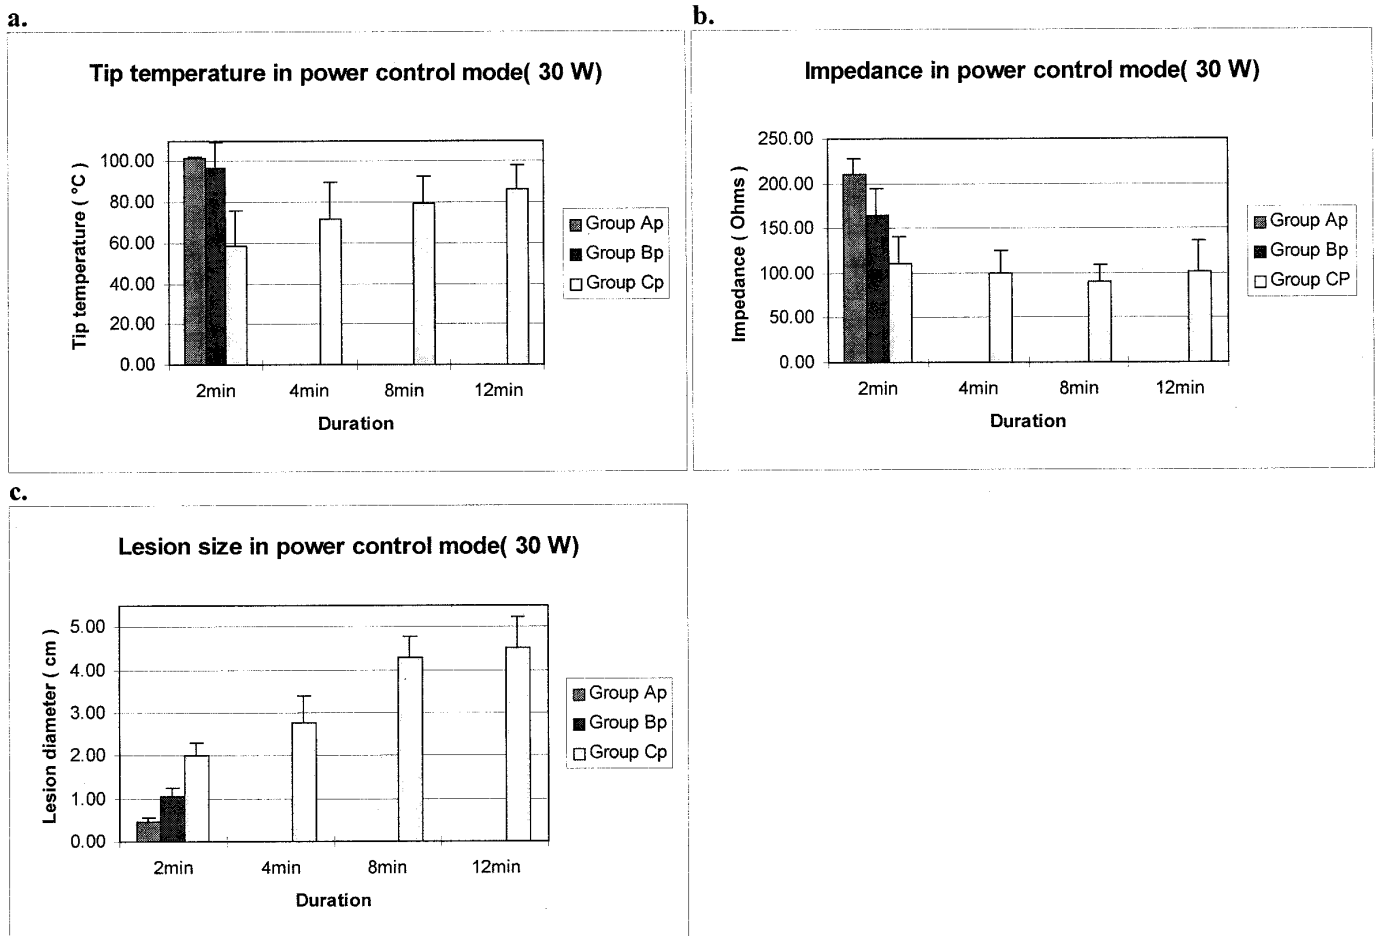 a.
Tip temperature in power control mode( 30 W)
Tip temperature ( °C)
100.00
80.00
60.00
40.00
20.00
0.00
2min 4min 8min 12min
Duration
Group Ap
Group Bp
Group Cp
b.
Impedance in power control mode( 30 W)
Impedance ( Ohms )
250.00
200.00
150.00
100.00
50.00
0.00
2min 4min 8min 12min
Duration
Group Ap
Group Bp
Group CP
c.
Lesion size in power control mode( 30 W)
Lesion diameter ( cm )
5.00
4.00
3.00
2.00
1.00
0.00
2min 4min 8min 12min
Duration
Group Ap
Group Bp
Group Cp